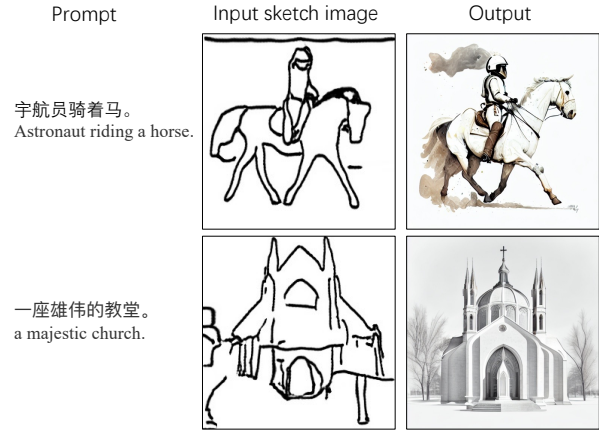 Prompt
Input sketch image
Output
宇航员骑着马。
Astronaut riding a horse.
一座雄伟的教堂。
a majestic church.